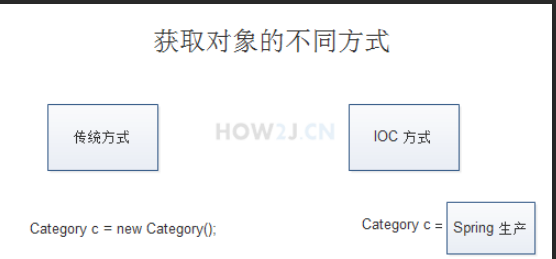 获取对象的不同方式
传统方式
HOW2J.CN
IOC 方式
Category c = new Category();
Category c = Spring 生产